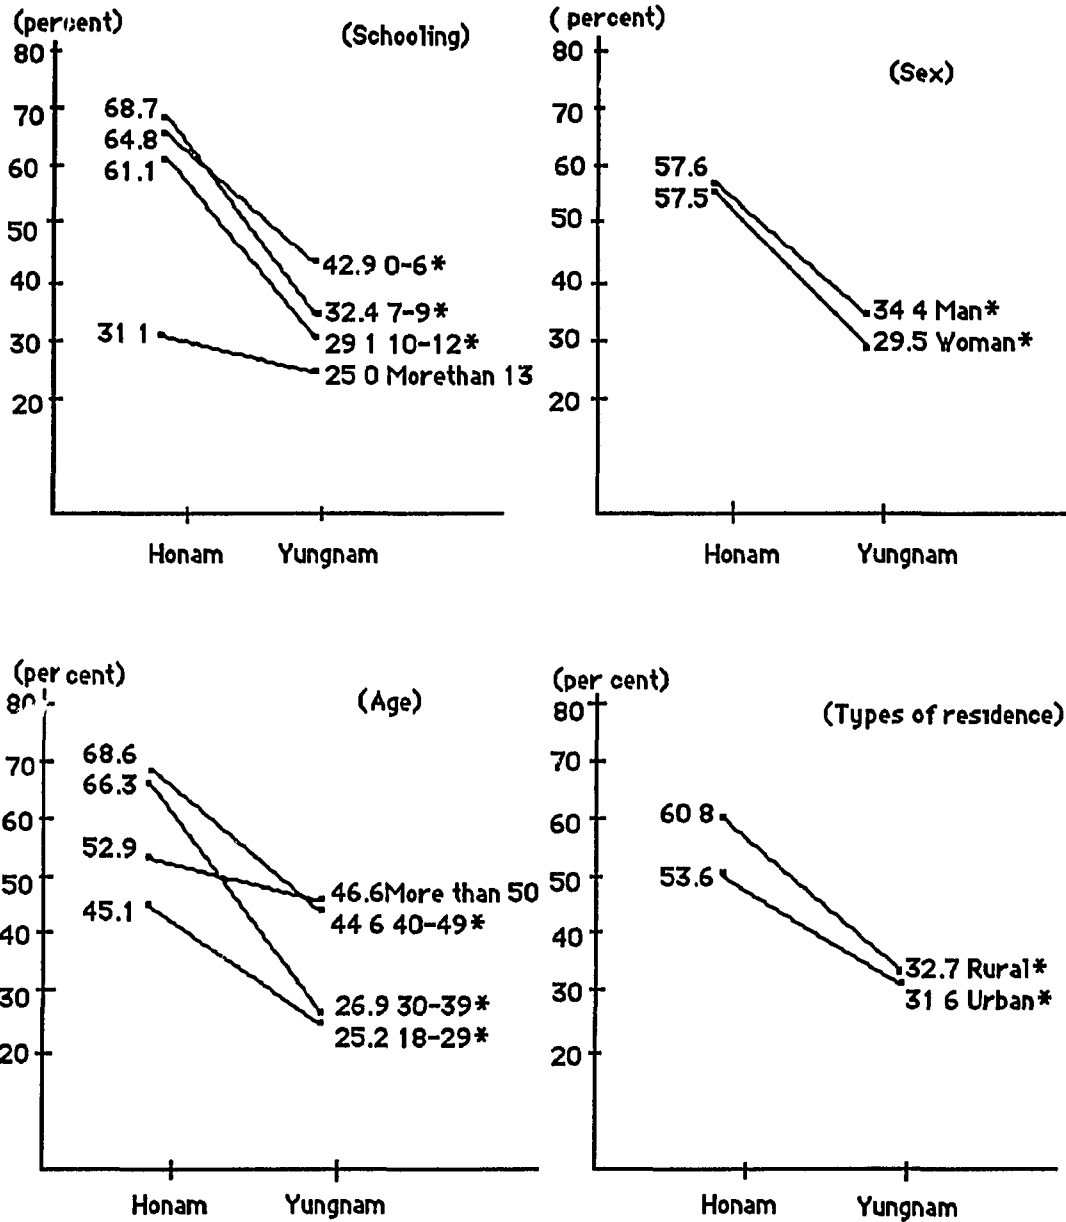 (percent)
(Schooling)
80
70
60
50
40
30
20
68.7
64.8
61.1
31 1
42.9 0-6*
32.4 7-9*
29 1 10-12*
25 0 Morethan 13
Honam Yungnam
( percent)
(Sex)
80
70
60
50
40
30
20
57.6
57.5
34 4 Man*
29.5 Woman*
Honam Yungnam
(per cent)
(Age)
80
70
60
50
40
30
20
68.6
66.3
52.9
45.1
46.6More than 50
44 6 40-49*
26.9 30-39*
25.2 18-29*
Honam Yungnam
(per cent)
(Types of residence)
80
70
60
50
40
30
20
60 8
53.6
32.7 Rural*
31 6 Urban*
Honam Yungnam